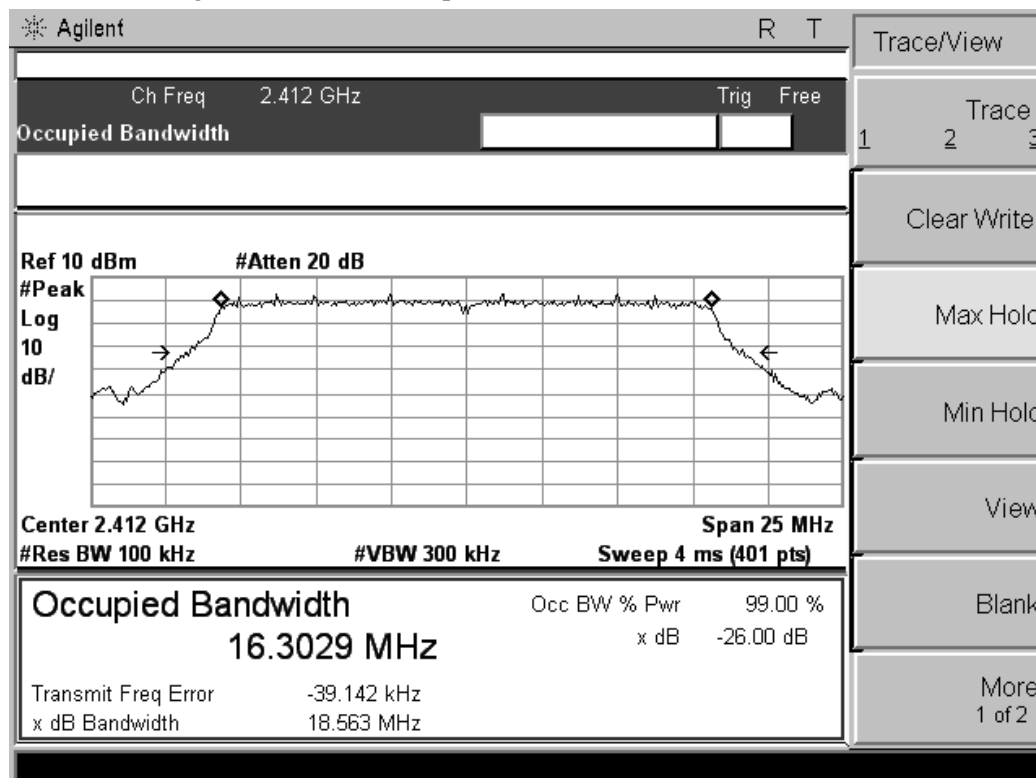 Agilent R T
Trace/View
Ch Freq 2.412 GHz Trig Free
Occupied Bandwidth
Trace
1 2 3
Clear Write
Max Hold
Min Hold
View
Blank
More
1 of 2
Ref 10 dBm #Atten 20 dB
#Peak
Log
10
dB/
Center 2.412 GHz Span 25 MHz
#Res BW 100 kHz #VBW 300 kHz Sweep 4 ms (401 pts)
Occupied Bandwidth
16.3029 MHz
Occ BW % Pwr 99.00 %
x dB -26.00 dB
Transmit Freq Error -39.142 kHz
x dB Bandwidth 18.563 MHz